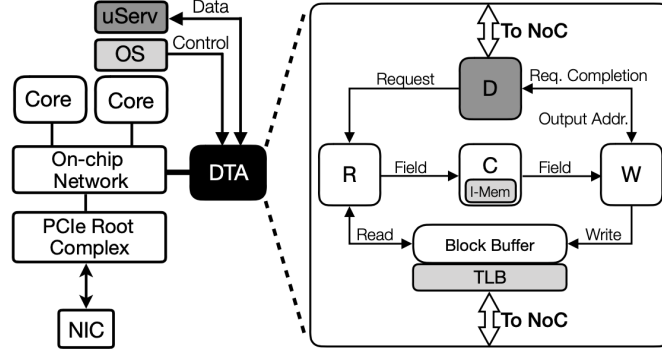 uServ
Data
OS
Control
Core
Core
On-chip
Network
DTA
PCIe Root
Complex
NIC
To NoC
Request
D
Req. Completion
Output Addr.
R
Field
C
I-Mem
Field
W
Read
Block Buffer
Write
TLB
To NoC